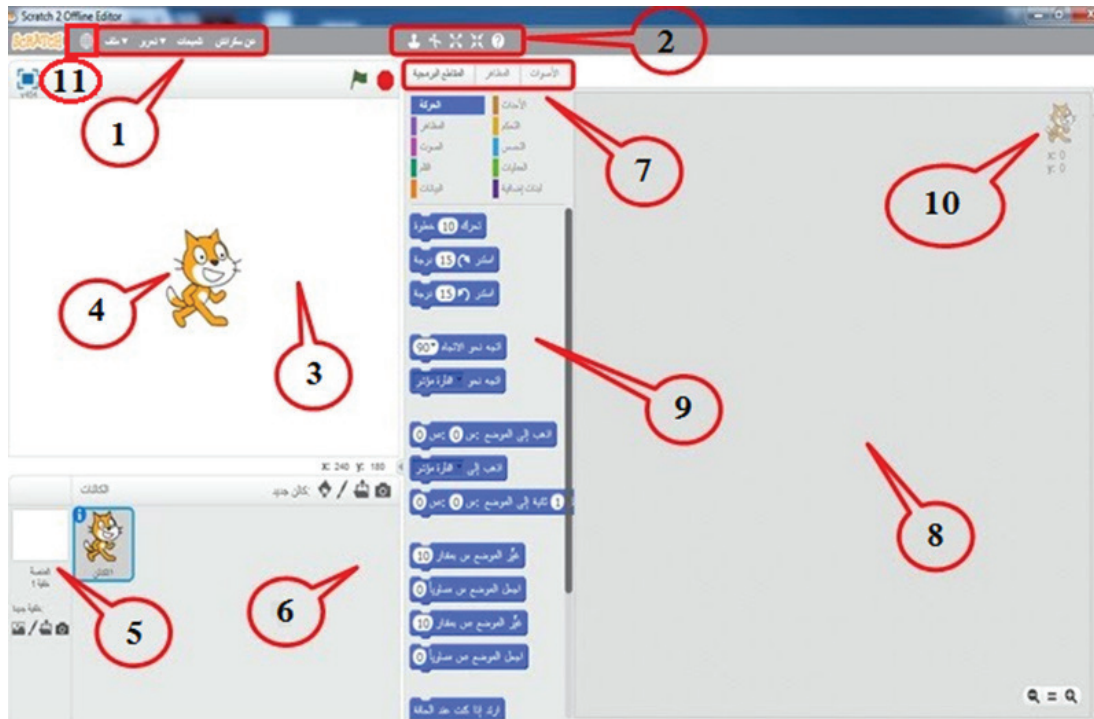 Scratch 2 Offline Editor
SCRATCH
ملف ▼ تحرير ▼ تلميحات عن سكراتش
1
2
11
v404
المقاطع البرمجية المظاهر الأصوات
الحركة الأحداث
المظاهر التحكم
الصوت التحسس
القلم العمليات
البيانات لبنات إضافية
7
x: 0
y: 0
10
4
3
تحرك 10 خطوة
استدر 15 درجة
استدر 15 درجة
اتجه نحو الاتجاه 90▼
اتجه نحو مؤشر الفأرة
9
اذهب إلى الموضع س: 0 ص: 0
اذهب إلى مؤشر الفأرة
1 ثانية إلى الموضع س: 0 ص: 0
غيِّر الموضع س بمقدار 10
اجعل الموضع س مساوياً 0
غيِّر الموضع ص بمقدار 10
اجعل الموضع ص مساوياً 0
ارتد إذا كنت عند الحافة
8
X: 240 y: 180
الكائنات
كائن جديد:
الكائن1
المنصة
خلفية 1
خلفية جديدة:
5
6